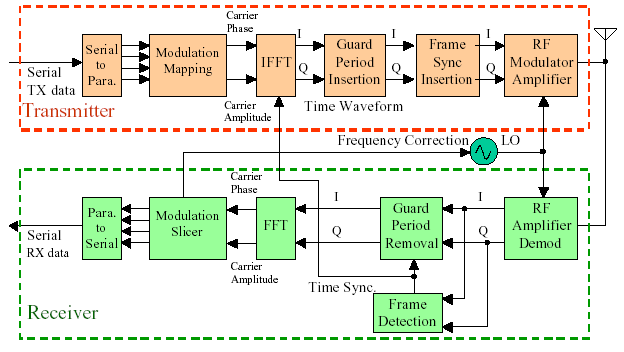 Carrier
Phase
Serial
to
Para.
Modulation
Mapping
IFFT
I
Q
Guard
Period
Insertion
I
Q
Frame
Sync
Insertion
I
Q
RF
Modulator
Amplifier
Serial
TX data
Transmitter
Carrier
Amplitude
Time Waveform
Frequency Correction
LO
Carrier
Phase
Para.
to
Serial
Modulation
Slicer
FFT
I
Q
Guard
Period
Removal
I
Q
RF
Amplifier
Demod
Serial
RX data
Carrier
Amplitude
Time Sync.
Frame
Detection
Receiver